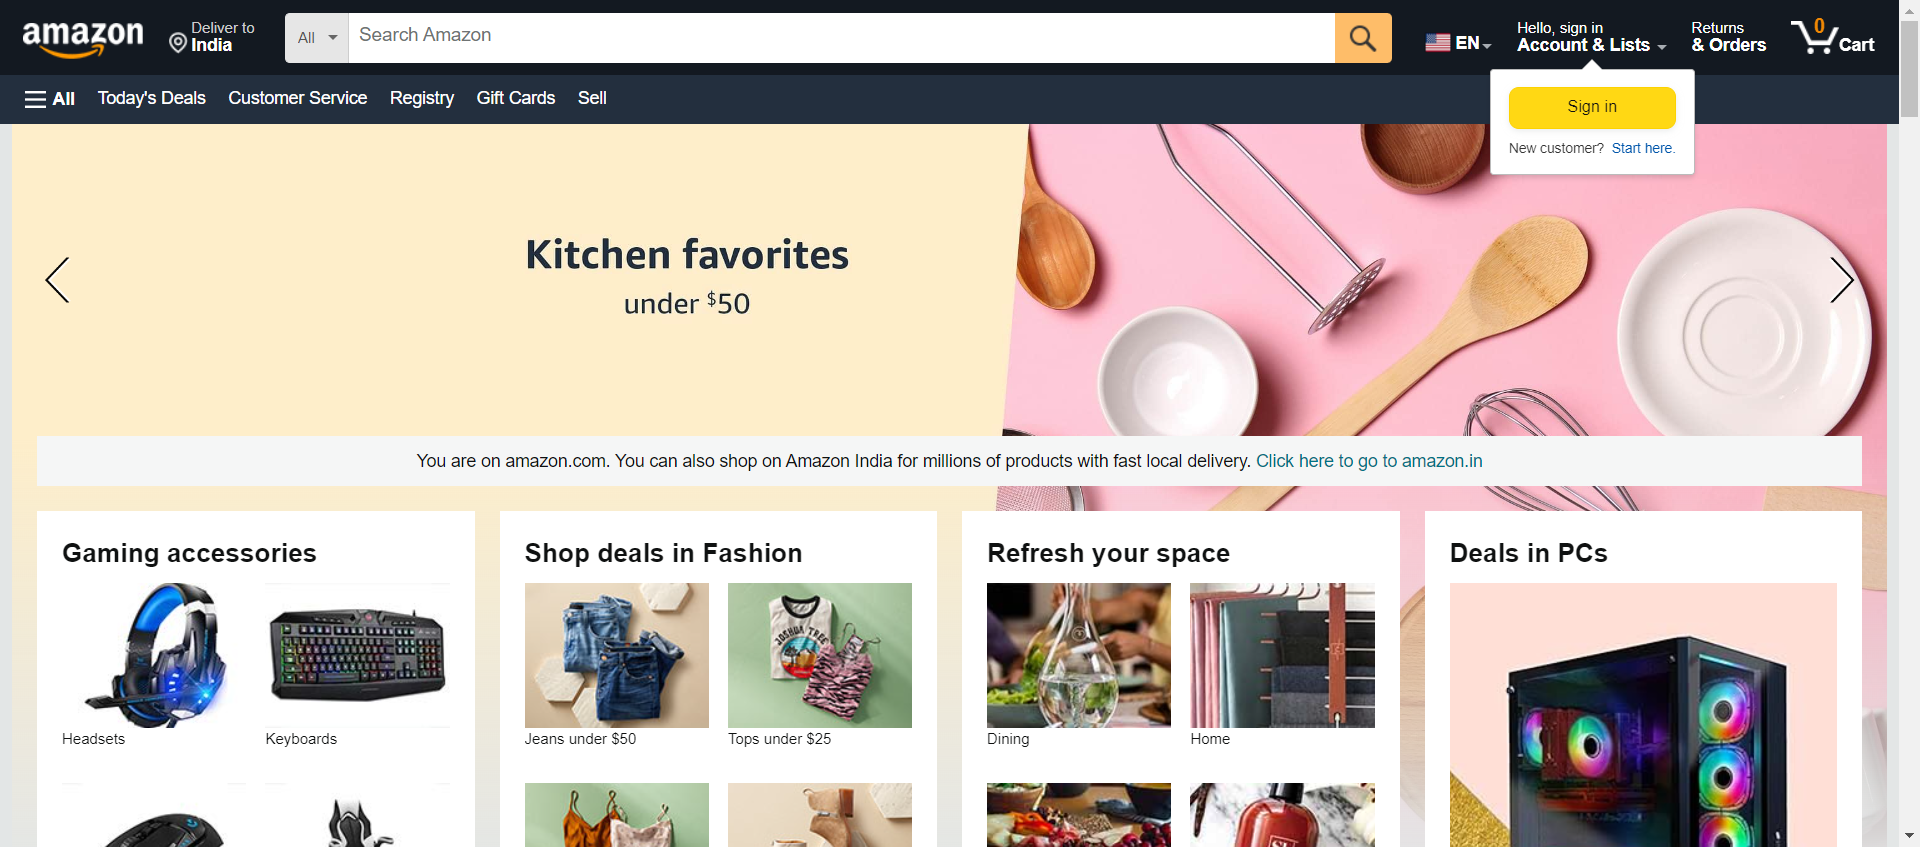 amazon
Deliver to
India
All
Search Amazon
EN
Hello, sign in
Account & Lists
Returns
& Orders
0
Cart
All
Today's Deals
Customer Service
Registry
Gift Cards
Sell
Sign in
New customer? Start here.
Kitchen favorites
under $50
You are on amazon.com. You can also shop on Amazon India for millions of products with fast local delivery. Click here to go to amazon.in
Gaming accessories
Headsets
Keyboards
Shop deals in Fashion
JOSHUA TREE
Jeans under $50
Tops under $25
Refresh your space
Dining
Home
Deals in PCs